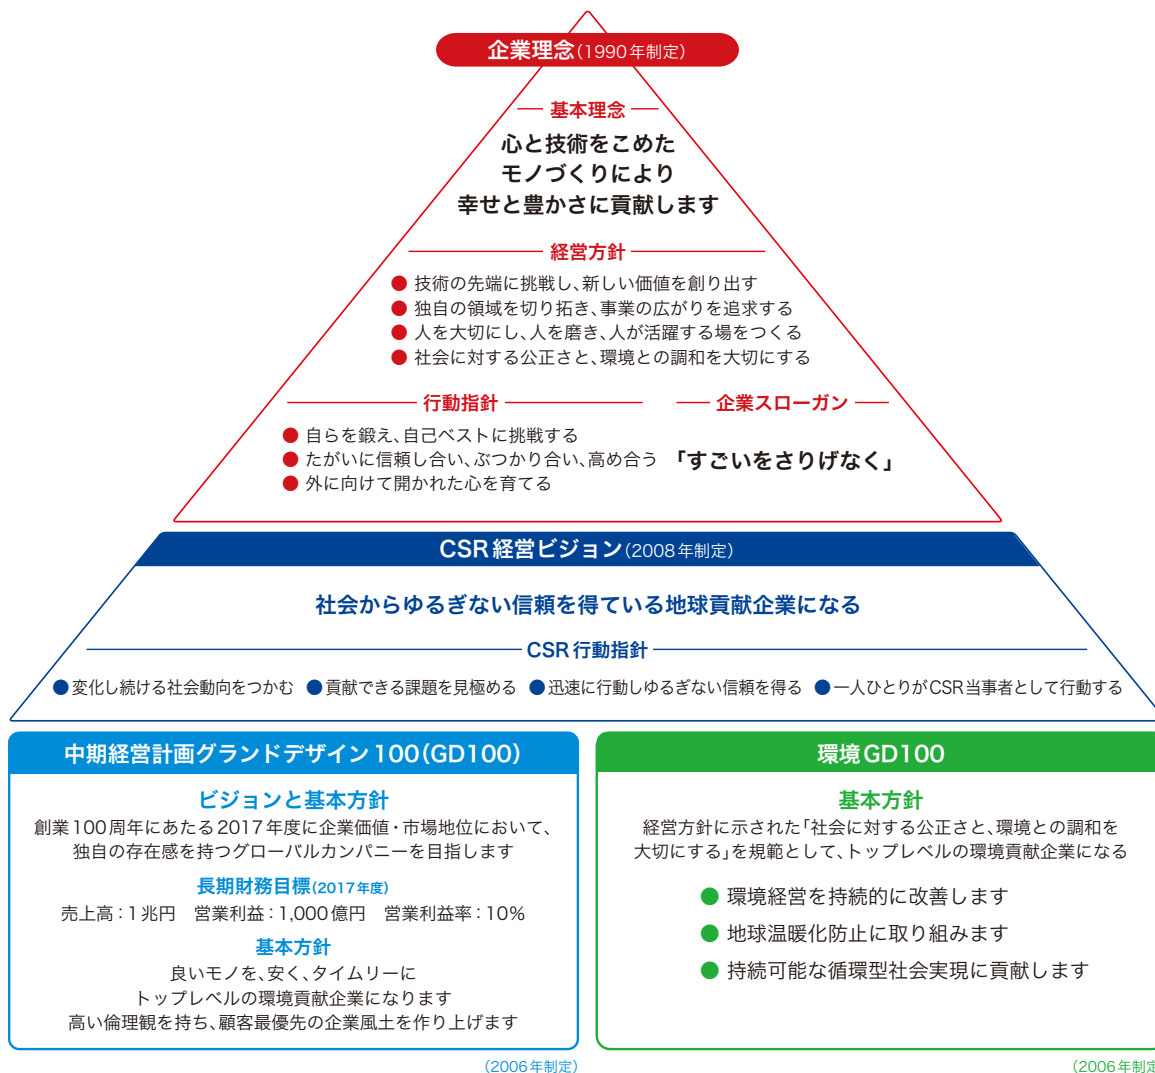 企業理念(1990年制定)
基本理念
心と技術をこめた
モノづくりにより
幸せと豊かさに貢献します
経営方針
● 技術の先端に挑戦し、新しい価値を創り出す
● 独自の領域を切り拓き、事業の広がりを追求する
● 人を大切にし、人を磨き、人が活躍する場をつくる
● 社会に対する公正さと、環境との調和を大切にする
行動指針
● 自らを鍛え、自己ベストに挑戦する
● たがいに信頼し合い、ぶつかり合い、高め合う
● 外に向けて開かれた心を育てる
企業スローガン
「すごいをさりげなく」
CSR経営ビジョン(2008年制定)
社会からゆるぎない信頼を得ている地球貢献企業になる
CSR行動指針
●変化し続ける社会動向をつかむ ●貢献できる課題を見極める ●迅速に行動しゆるぎない信頼を得る ●一人ひとりがCSR当事者として行動する
中期経営計画グランドデザイン100(GD100)
ビジョンと基本方針
創業100周年にあたる2017年度に企業価値・市場地位において、
独自の存在感を持つグローバルカンパニーを目指します
長期財務目標(2017年度)
売上高:1兆円 営業利益:1,000億円 営業利益率:10%
基本方針
良いモノを、安く、タイムリーに
トップレベルの環境貢献企業になります
高い倫理観を持ち、顧客最優先の企業風土を作り上げます
(2006年制定)
環境GD100
基本方針
経営方針に示された「社会に対する公正さと、環境との調和を
大切にする」を規範として、トップレベルの環境貢献企業になる
● 環境経営を持続的に改善します
● 地球温暖化防止に取り組みます
● 持続可能な循環型社会実現に貢献します
(2006年制定